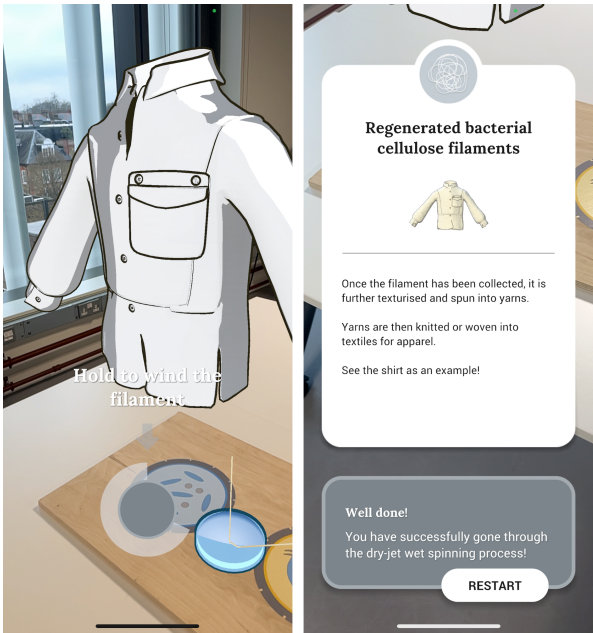 Hold to wind the
filament
Regenerated bacterial
cellulose filaments
Once the filament has been collected, it is
further texturised and spun into yarns.
Yarns are then knitted or woven into
textiles for apparel.
See the shirt as an example!
Well done!
You have successfully gone through
the dry-jet wet spinning process!
RESTART